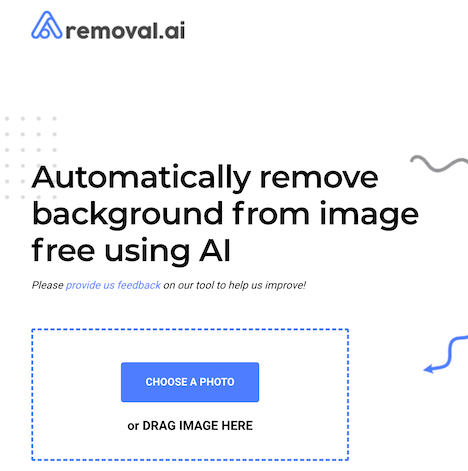 removal.ai
Automatically remove
background from image
free using AI
Please provide us feedback on our tool to help us improve!
CHOOSE A PHOTO
or DRAG IMAGE HERE